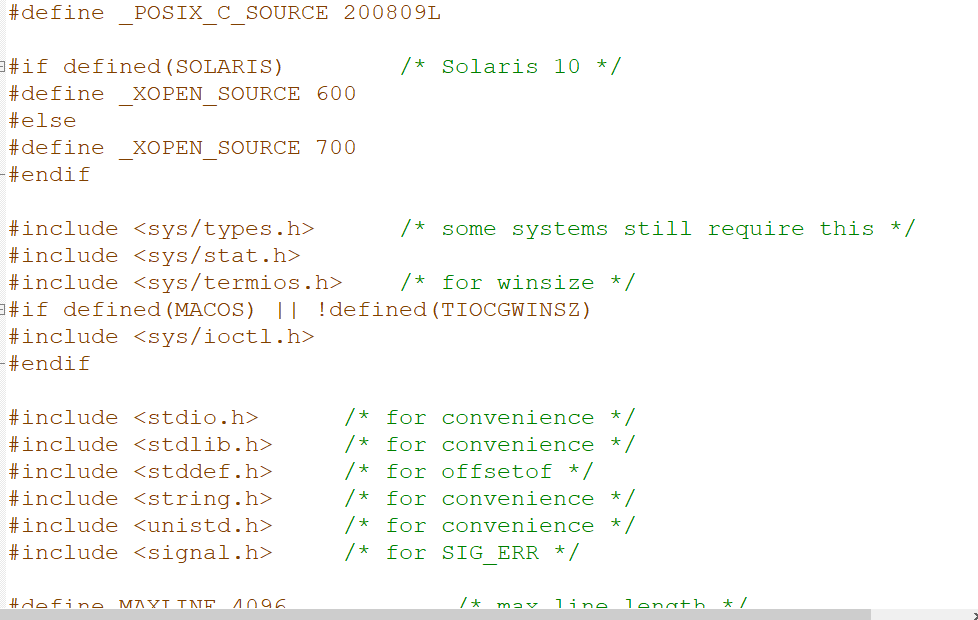 #define _POSIX_C_SOURCE 200809L
#if defined(SOLARIS) /* Solaris 10 */
#define _XOPEN_SOURCE 600
#else
#define _XOPEN_SOURCE 700
#endif
#include <sys/types.h> /* some systems still require this */
#include <sys/stat.h>
#include <sys/termios.h> /* for winsize */
#if defined(MACOS) || !defined(TIOCGWINSZ)
#include <sys/ioctl.h>
#endif
#include <stdio.h> /* for convenience */
#include <stdlib.h> /* for convenience */
#include <stddef.h> /* for offsetof */
#include <string.h> /* for convenience */
#include <unistd.h> /* for convenience */
#include <signal.h> /* for SIG_ERR */
#define MAXLINE 4096 /* max line length */